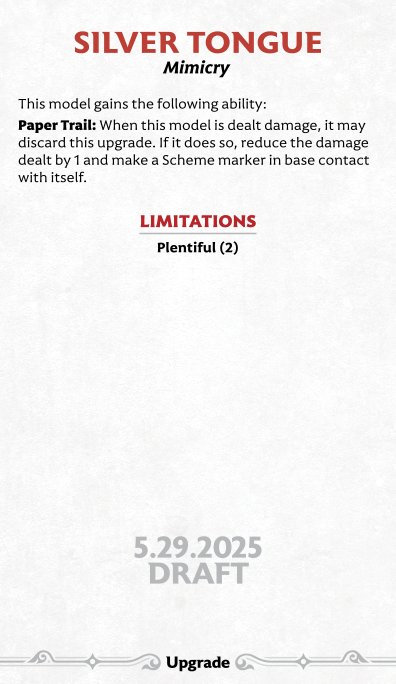 SILVER TONGUE
Mimicry
This model gains the following ability:
Paper Trail: When this model is dealt damage, it may
discard this upgrade. If it does so, reduce the damage
dealt by 1 and make a Scheme marker in base contact
with itself.
LIMITATIONS
Plentiful (2)
5.29.2025
DRAFT
Upgrade